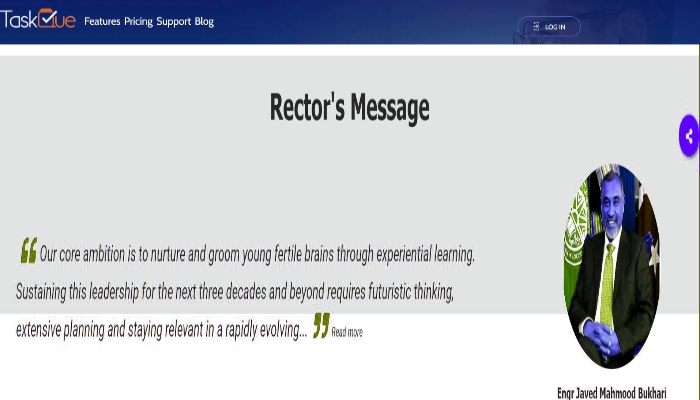 TaskQue Features Pricing Support Blog
LOG IN
Rector's Message
“ Our core ambition is to nurture and groom young fertile brains through experiential learning.
Sustaining this leadership for the next three decades and beyond requires futuristic thinking,
extensive planning and staying relevant in a rapidly evolving... ” Read more
Engr Javed Mahmood Bukhari